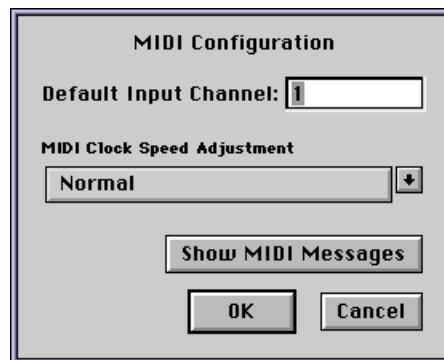 MIDI Configuration
Default Input Channel: 1
MIDI Clock Speed Adjustment
Normal
Show MIDI Messages
OK Cancel